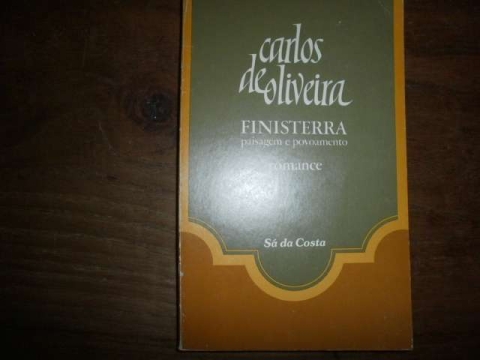 carlos
de oliveira
FINISTERRA
paisagem e povoamento
romance
Sá da Costa